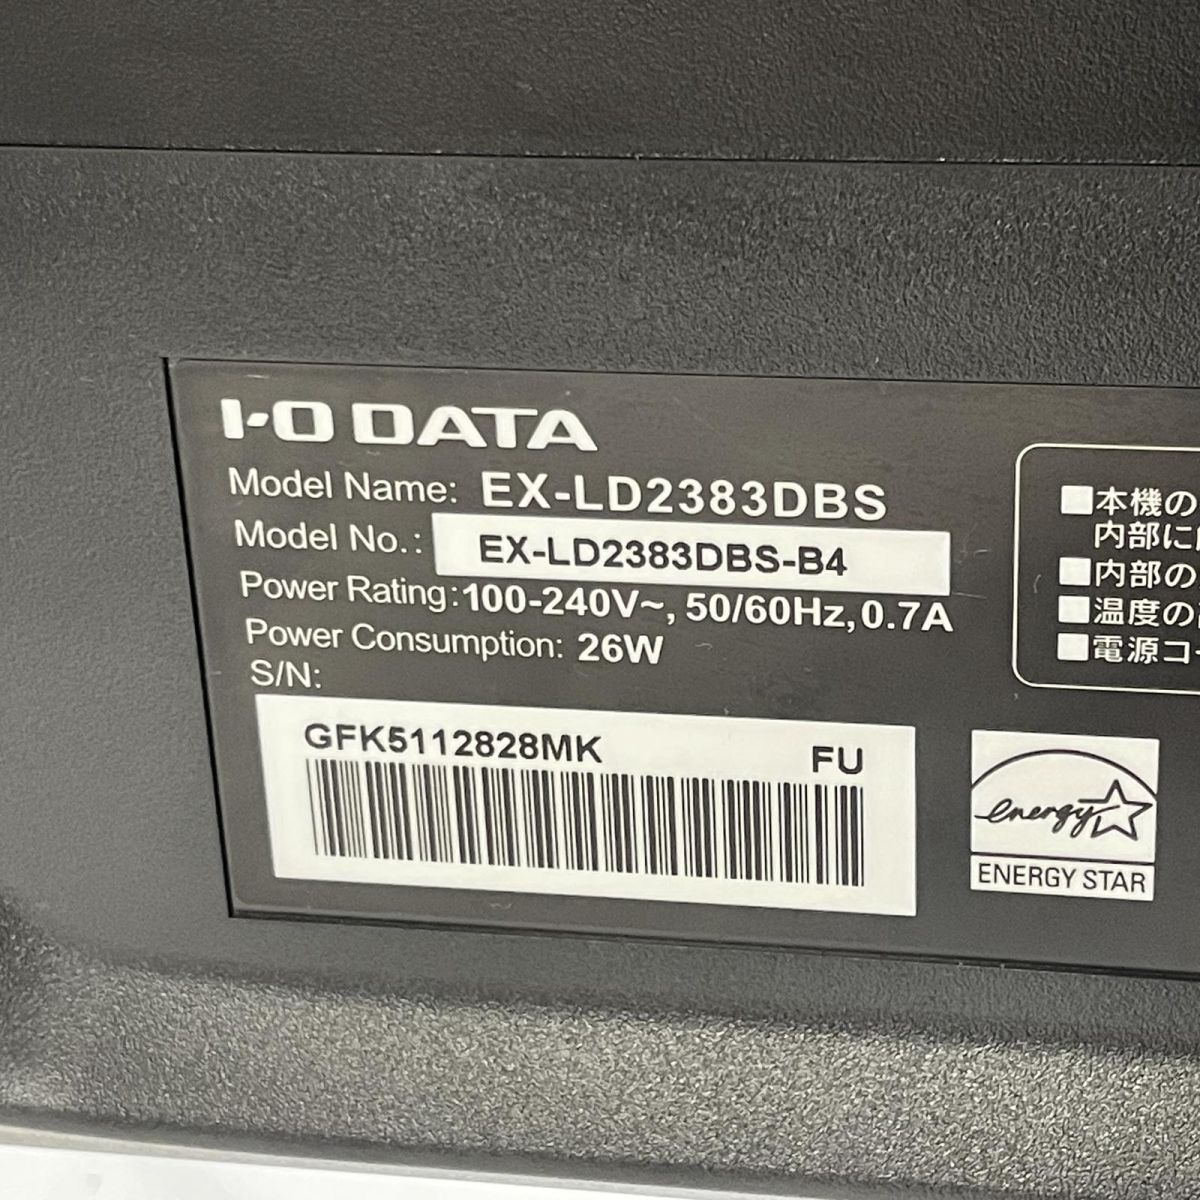 I-O DATA
Model Name: EX-LD2383DBS
Model No.: EX-LD2383DBS-B4
Power Rating:100-240V~, 50/60Hz, 0.7A
Power Consumption: 26W
S/N:
GFK5112828MK FU
■本機の
内部に
■内部の
■温度の
■電源コー
energy
ENERGY STAR